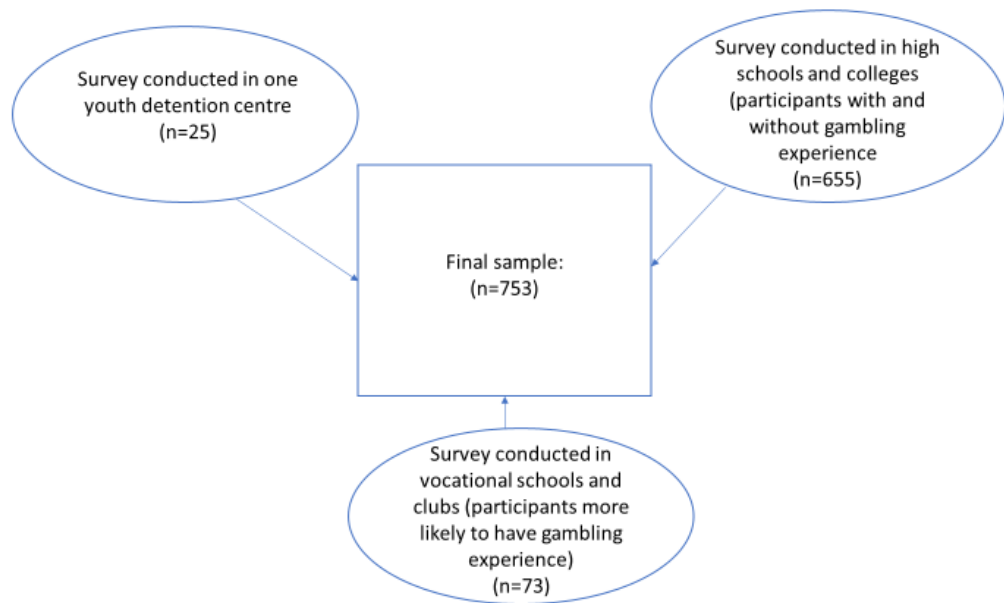 Survey conducted in one
youth detention centre
(n=25)
Survey conducted in high
schools and colleges
(participants with and
without gambling
experience
(n=655)
Final sample:
(n=753)
Survey conducted in
vocational schools and
clubs (participants more
likely to have gambling
experience)
(n=73)